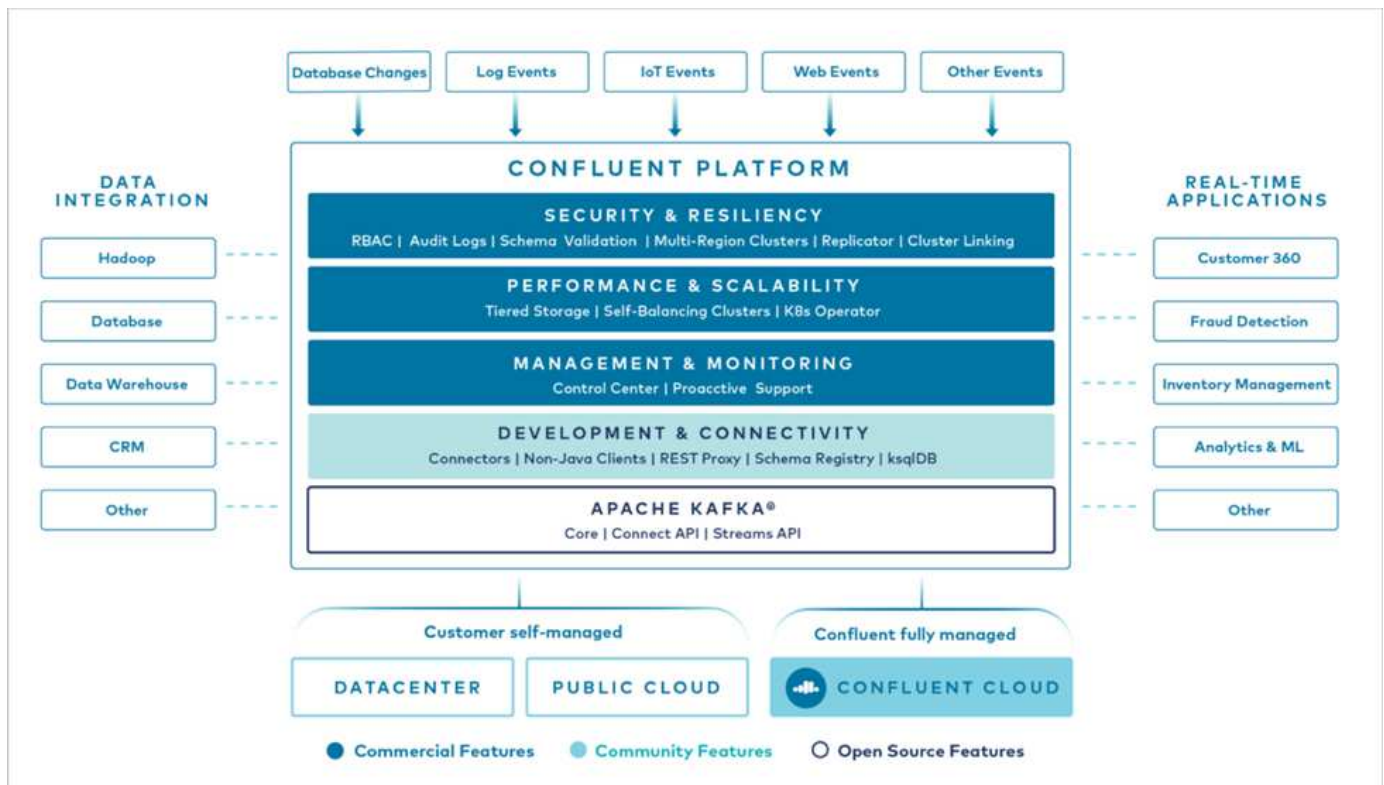 Database Changes
Log Events
IoT Events
Web Events
Other Events
DATA
INTEGRATION
Hadoop
Database
Data Warehouse
CRM
Other
CONFLUENT PLATFORM
SECURITY & RESILIENCY
RBAC | Audit Logs | Schema Validation | Multi-Region Clusters | Replicator | Cluster Linking
PERFORMANCE & SCALABILITY
Tiered Storage | Self-Balancing Clusters | K8s Operator
MANAGEMENT & MONITORING
Control Center | Proacctive Support
DEVELOPMENT & CONNECTIVITY
Connectors | Non-Java Clients | REST Proxy | Schema Registry | ksqlDB
APACHE KAFKA®
Core | Connect API | Streams API
REAL-TIME
APPLICATIONS
Customer 360
Fraud Detection
Inventory Management
Analytics & ML
Other
Customer self-managed
Confluent fully managed
DATACENTER
PUBLIC CLOUD
CONFLUENT CLOUD
Commercial Features
Community Features
Open Source Features